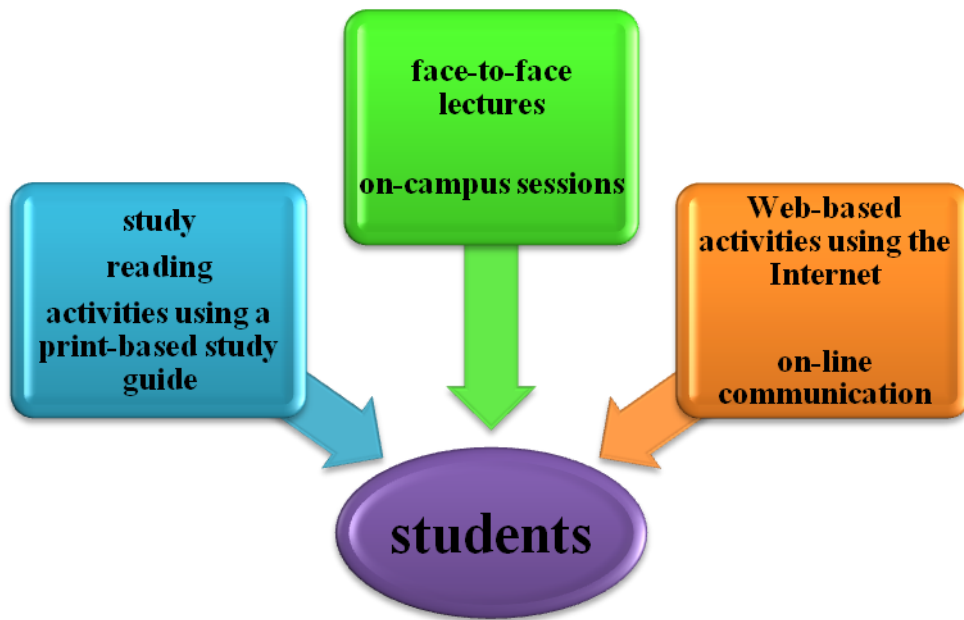 face-to-face
lectures
on-campus sessions
study
reading
activities using a
print-based study
guide
Web-based
activities using the
Internet
on-line
communication
students